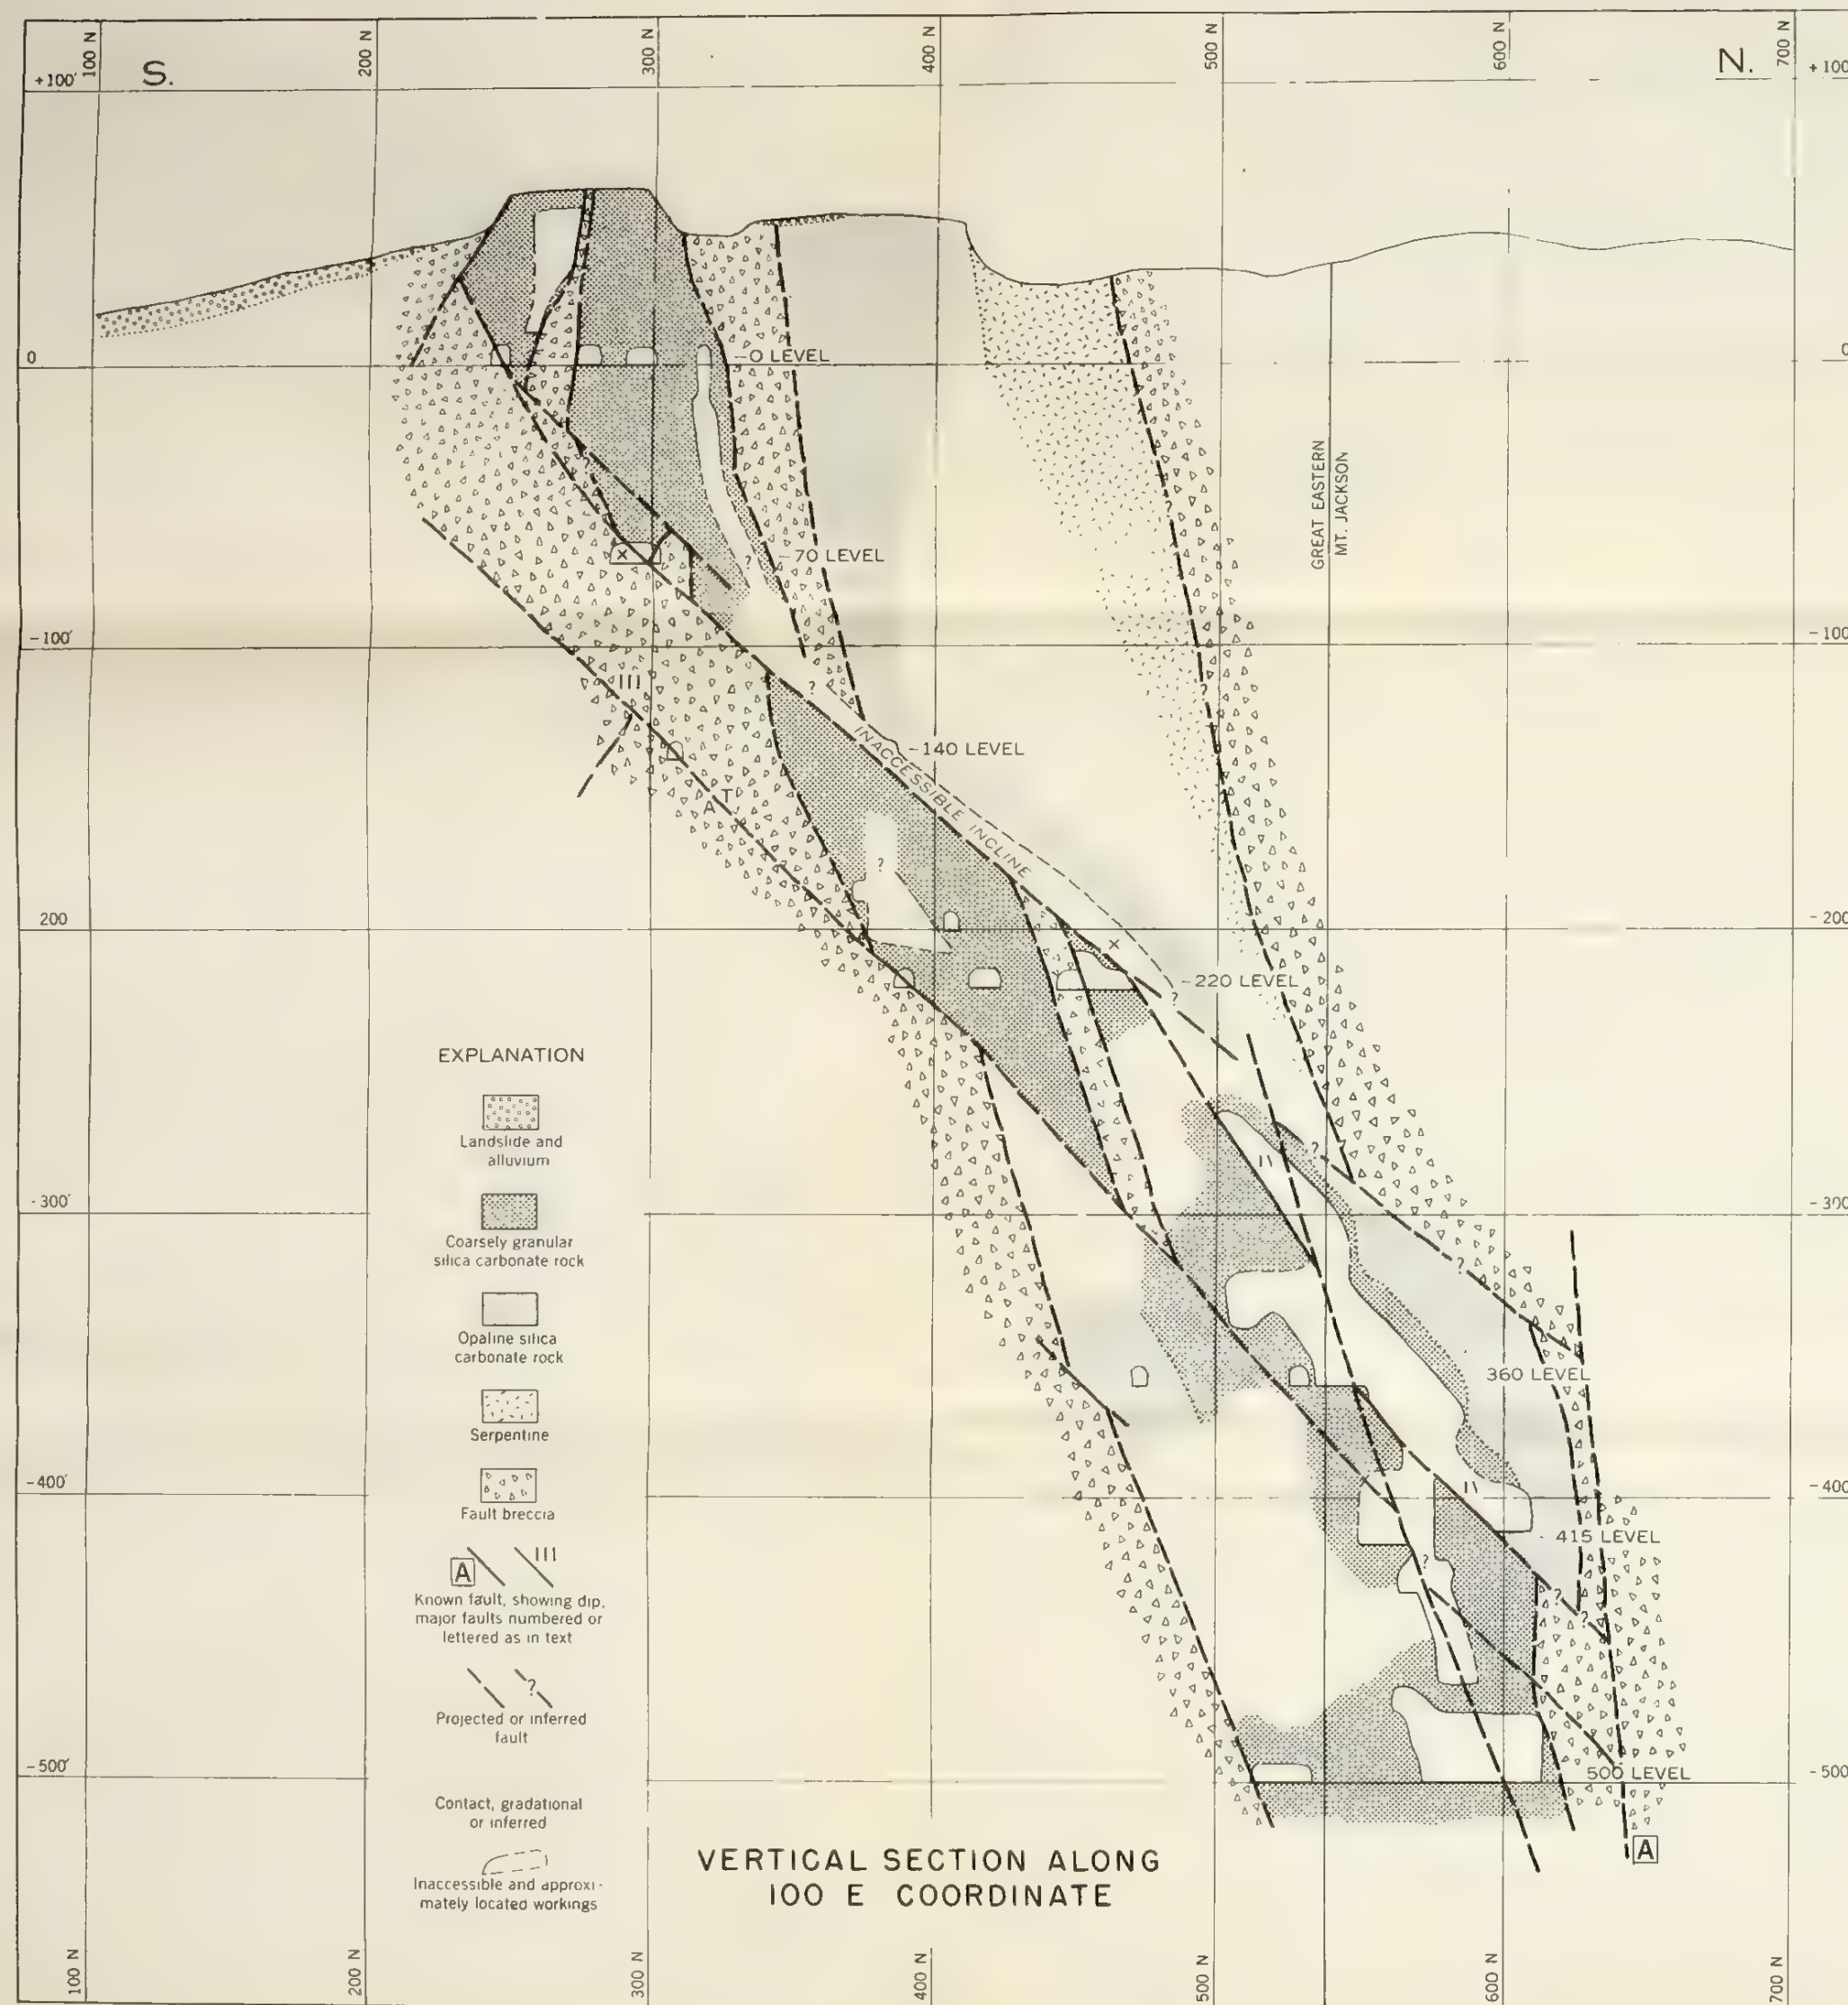 100 N
200 N
300 N
400 N
500 N
600 N
700 N
S.
N.
+100'
+100
0
0
-0 LEVEL
GREAT EASTERN
MT. JACKSON
-70 LEVEL
-100'
-100
III
-140 LEVEL
INACCESSIBLE INCLINE
A T
?
200
-200
×
-220 LEVEL
EXPLANATION
Landslide and
alluvium
Coarsely granular
silica carbonate rock
Opaline silica
carbonate rock
Serpentine
Fault breccia
A
III
Known fault, showing dip,
major faults numbered or
lettered as in text
?
Projected or inferred
fault
Contact, gradational
or inferred
Inaccessible and approxi-
mately located workings
-300'
-300
360 LEVEL
-400'
-400
415 LEVEL
-500'
-500
500 LEVEL
A
VERTICAL SECTION ALONG
100 E COORDINATE
100 N
200 N
300 N
400 N
500 N
600 N
700 N